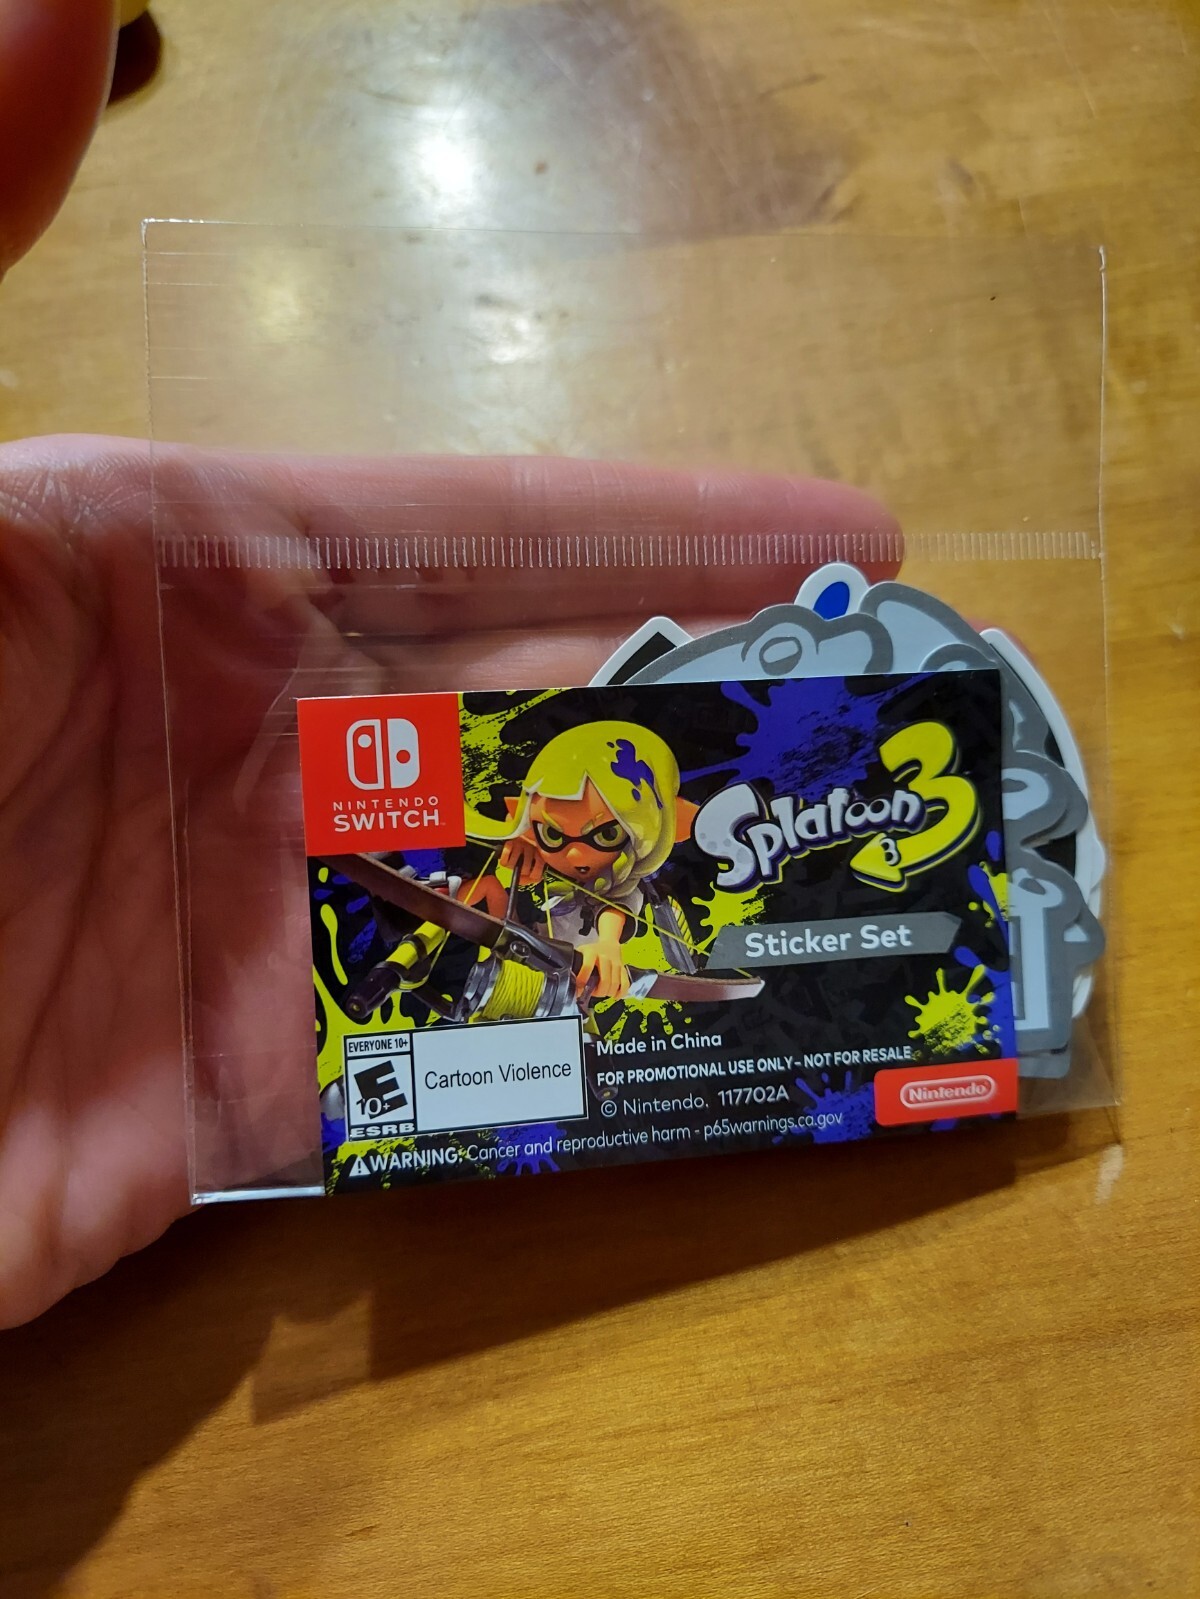 NINTENDO
SWITCH™
Splatoon 3
3
Sticker Set
EVERYONE 10+
E
10+
ESRB
Cartoon Violence
Made in China
FOR PROMOTIONAL USE ONLY – NOT FOR RESALE
© Nintendo. 117702A
Nintendo
⚠WARNING: Cancer and reproductive harm - p65warnings.ca.gov